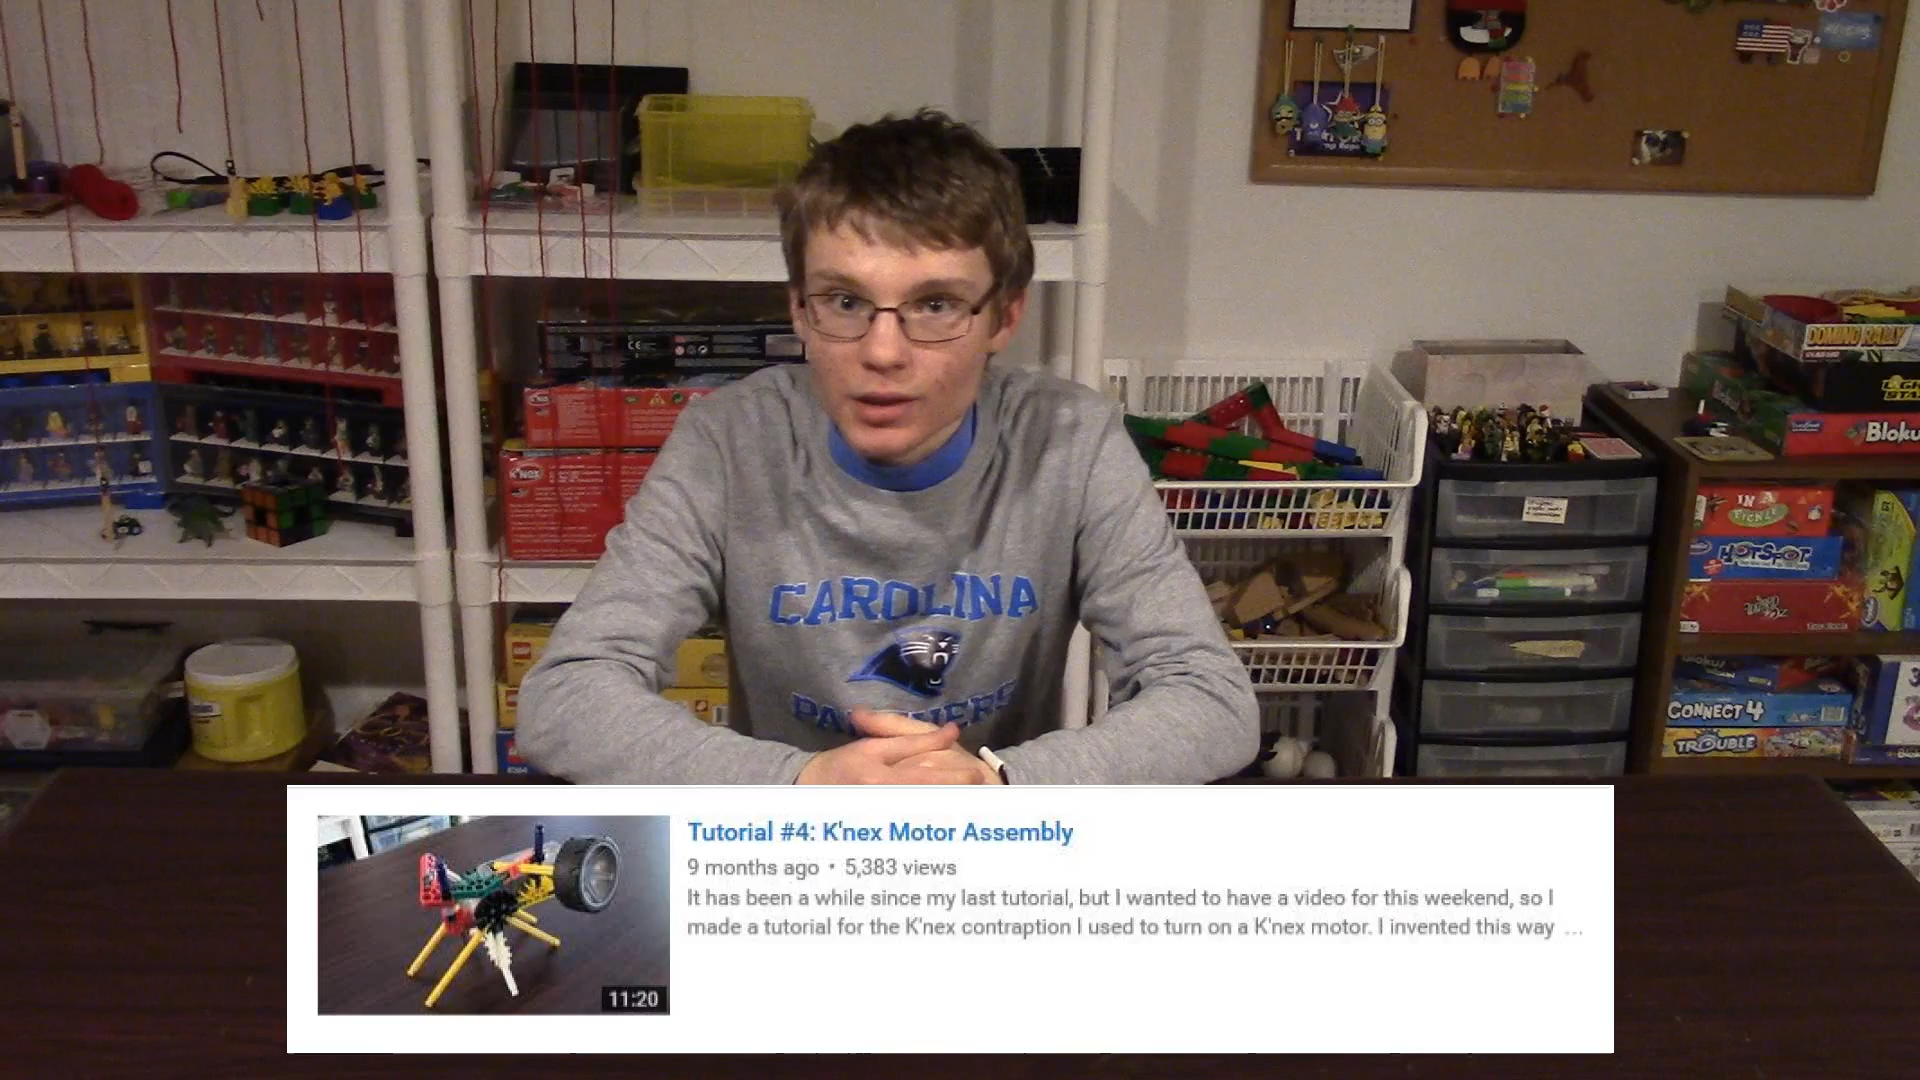 DOMINO RALLY
Bloku
K'NEX
IN A
PICKLE
HOTSPOT
CAROLINA
PANTHERS
CONNECT 4
TROUBLE
Tutorial #4: K'nex Motor Assembly
9 months ago • 5,383 views
It has been a while since my last tutorial, but I wanted to have a video for this weekend, so I
made a tutorial for the K'nex contraption I used to turn on a K'nex motor. I invented this way ...
11:20